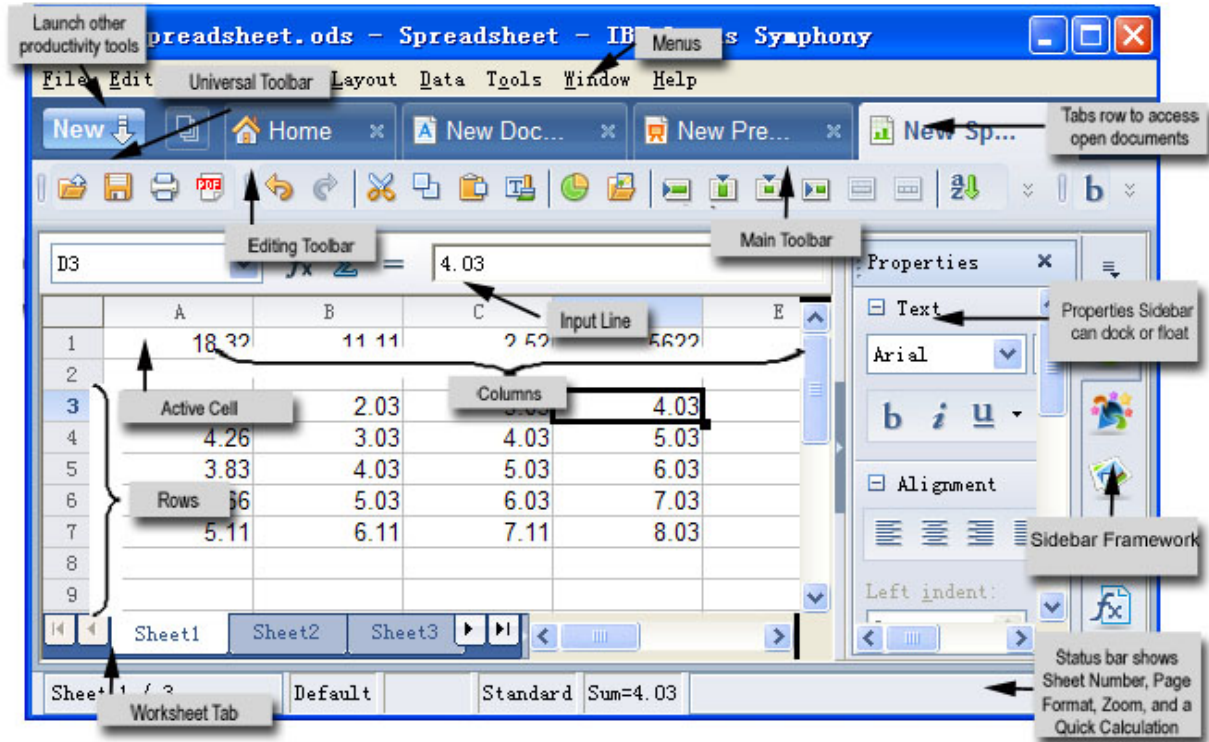 Launch other
productivity tools
preadsheet.ods - Spreadsheet - IB
s Symphony
Menus
File Edit
Layout Data Tools Window Help
Universal Toolbar
New
Home
New Doc...
New Pre...
New Sp...
Tabs row to access
open documents
PDF
b
Editing Toolbar
Main Toolbar
D3
fx Σ =
4.03
Input Line
Properties
Text
Properties Sidebar
can dock or float
Arial
b i u
A B C E
1 18.32 11.11 2.52 5622
2
Columns
Active Cell
3 2.03 4.03
4 4.26 3.03 4.03 5.03
5 3.83 4.03 5.03 6.03
Rows
6 66 5.03 6.03 7.03
7 5.11 6.11 7.11 8.03
8
9
Alignment
Sidebar Framework
Left indent:
fx
Sheet1 Sheet2 Sheet3
Default Standard Sum=4.03
Worksheet Tab
Status bar shows
Sheet Number, Page
Format, Zoom, and a
Quick Calculation